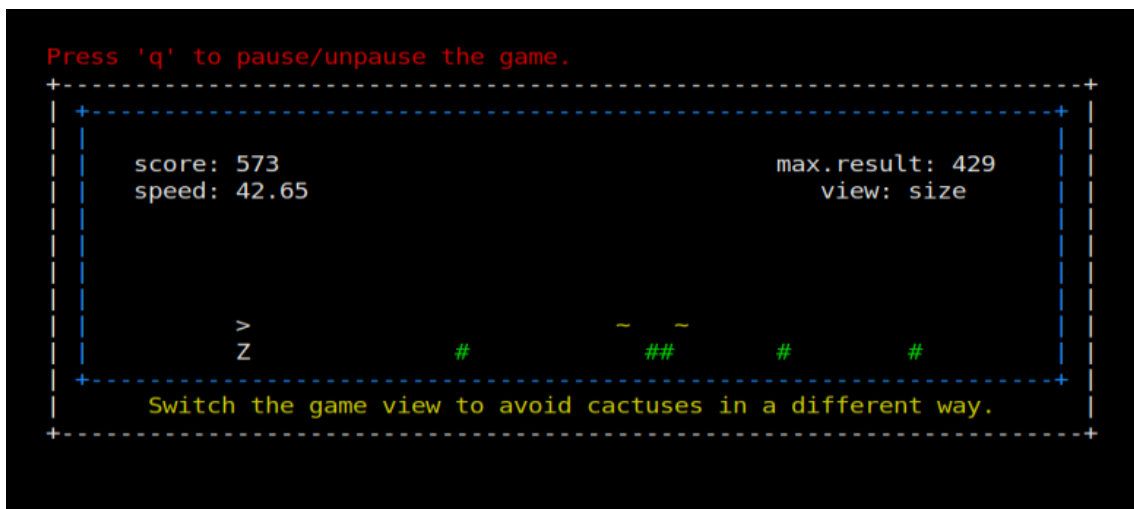 Press 'q' to pause/unpause the game.
score: 573 max.result: 429
speed: 42.65 view: size
> ~ ~
Z # ## # #
Switch the game view to avoid cactuses in a different way.